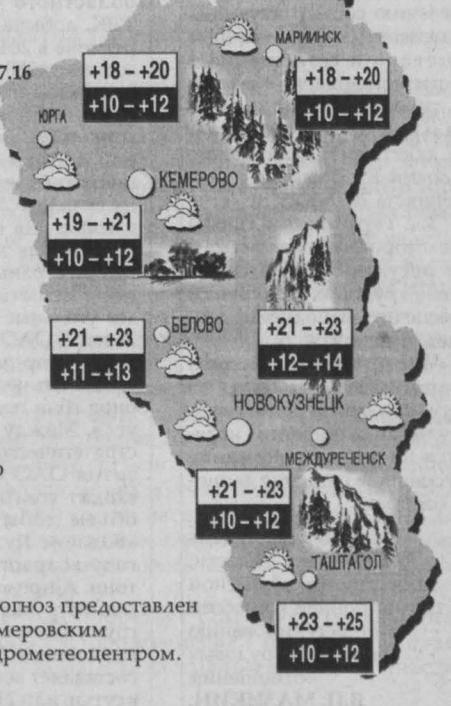 МАРИИНСК
7.16
+18 – +20
+10 – +12
+18 – +20
+10 – +12
ЮРГА
КЕМЕРОВО
+19 – +21
+10 – +12
БЕЛОВО
+21 – +23
+11 – +13
+21 – +23
+12– +14
НОВОКУЗНЕЦК
МЕЖДУРЕЧЕНСК
+21 – +23
+10 – +12
ТАШТАГОЛ
огноз предоставлен
меровским
дрометеоцентром.
+23 – +25
+10 – +12